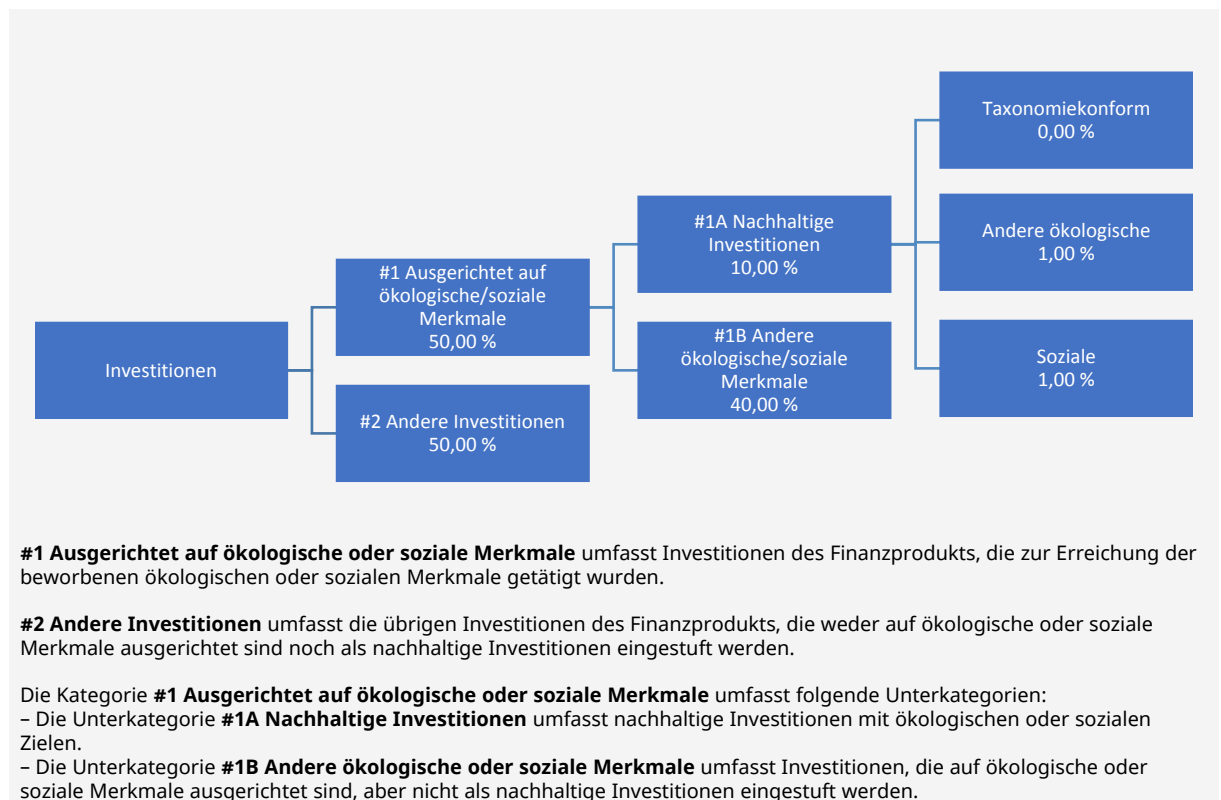 Investitionen
#1 Ausgerichtet auf
ökologische/soziale
Merkmale
50,00 %
#2 Andere Investitionen
50,00 %
#1A Nachhaltige
Investitionen
10,00 %
#1B Andere
ökologische/soziale
Merkmale
40,00 %
Taxonomiekonform
0,00 %
Andere ökologische
1,00 %
Soziale
1,00 %
#1 Ausgerichtet auf ökologische oder soziale Merkmale umfasst Investitionen des Finanzprodukts, die zur Erreichung der
beworbenen ökologischen oder sozialen Merkmale getätigt wurden.
#2 Andere Investitionen umfasst die übrigen Investitionen des Finanzprodukts, die weder auf ökologische oder soziale
Merkmale ausgerichtet sind noch als nachhaltige Investitionen eingestuft werden.
Die Kategorie #1 Ausgerichtet auf ökologische oder soziale Merkmale umfasst folgende Unterkategorien:
– Die Unterkategorie #1A Nachhaltige Investitionen umfasst nachhaltige Investitionen mit ökologischen oder sozialen
Zielen.
– Die Unterkategorie #1B Andere ökologische oder soziale Merkmale umfasst Investitionen, die auf ökologische oder
soziale Merkmale ausgerichtet sind, aber nicht als nachhaltige Investitionen eingestuft werden.